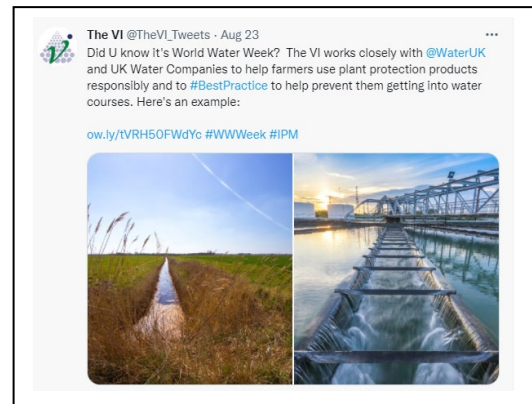 The VI @TheVI_Tweets · Aug 23
Did U know it's World Water Week? The VI works closely with @WaterUK
and UK Water Companies to help farmers use plant protection products
responsibly and to #BestPractice to help prevent them getting into water
courses. Here's an example:
ow.ly/tVRH50FWdYc #WWWeek #IPM